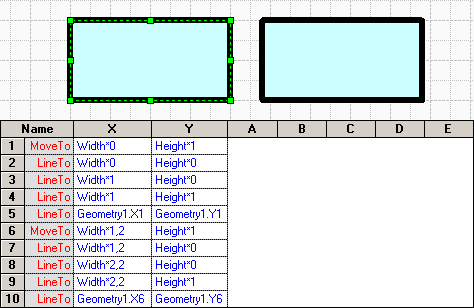 Name X Y A B C D E
1 MoveTo Width*0 Height*1
2 LineTo Width*0 Height*0
3 LineTo Width*1 Height*0
4 LineTo Width*1 Height*1
5 LineTo Geometry1.X1 Geometry1.Y1
6 MoveTo Width*1,2 Height*1
7 LineTo Width*1,2 Height*0
8 LineTo Width*2,2 Height*0
9 LineTo Width*2,2 Height*1
10 LineTo Geometry1.X6 Geometry1.Y6